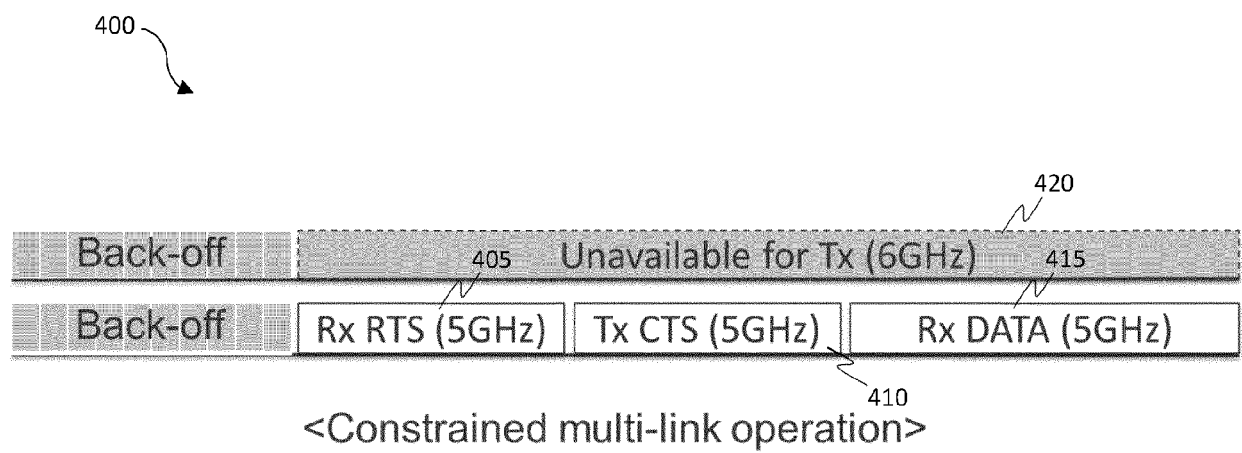 400
420
Back-off Unavailable for Tx (6GHz)
405 415
Back-off Rx RTS (5GHz) Tx CTS (5GHz) Rx DATA (5GHz)
410
<Constrained multi-link operation>